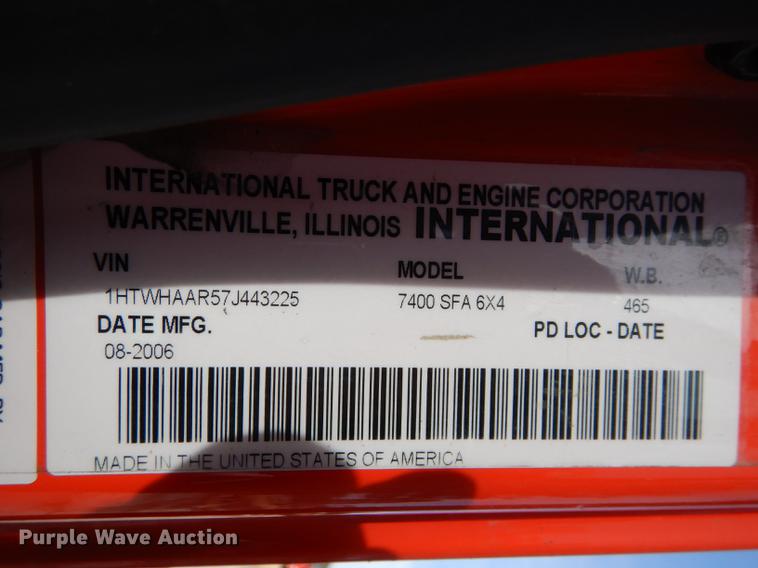 INTERNATIONAL TRUCK AND ENGINE CORPORATION
WARRENVILLE, ILLINOIS INTERNATIONAL®
VIN MODEL W.B.
1HTWHAAR57J443225 7400 SFA 6X4 465
DATE MFG. PD LOC - DATE
08-2006
MADE IN THE UNITED STATES OF AMERICA
Purple Wave Auction